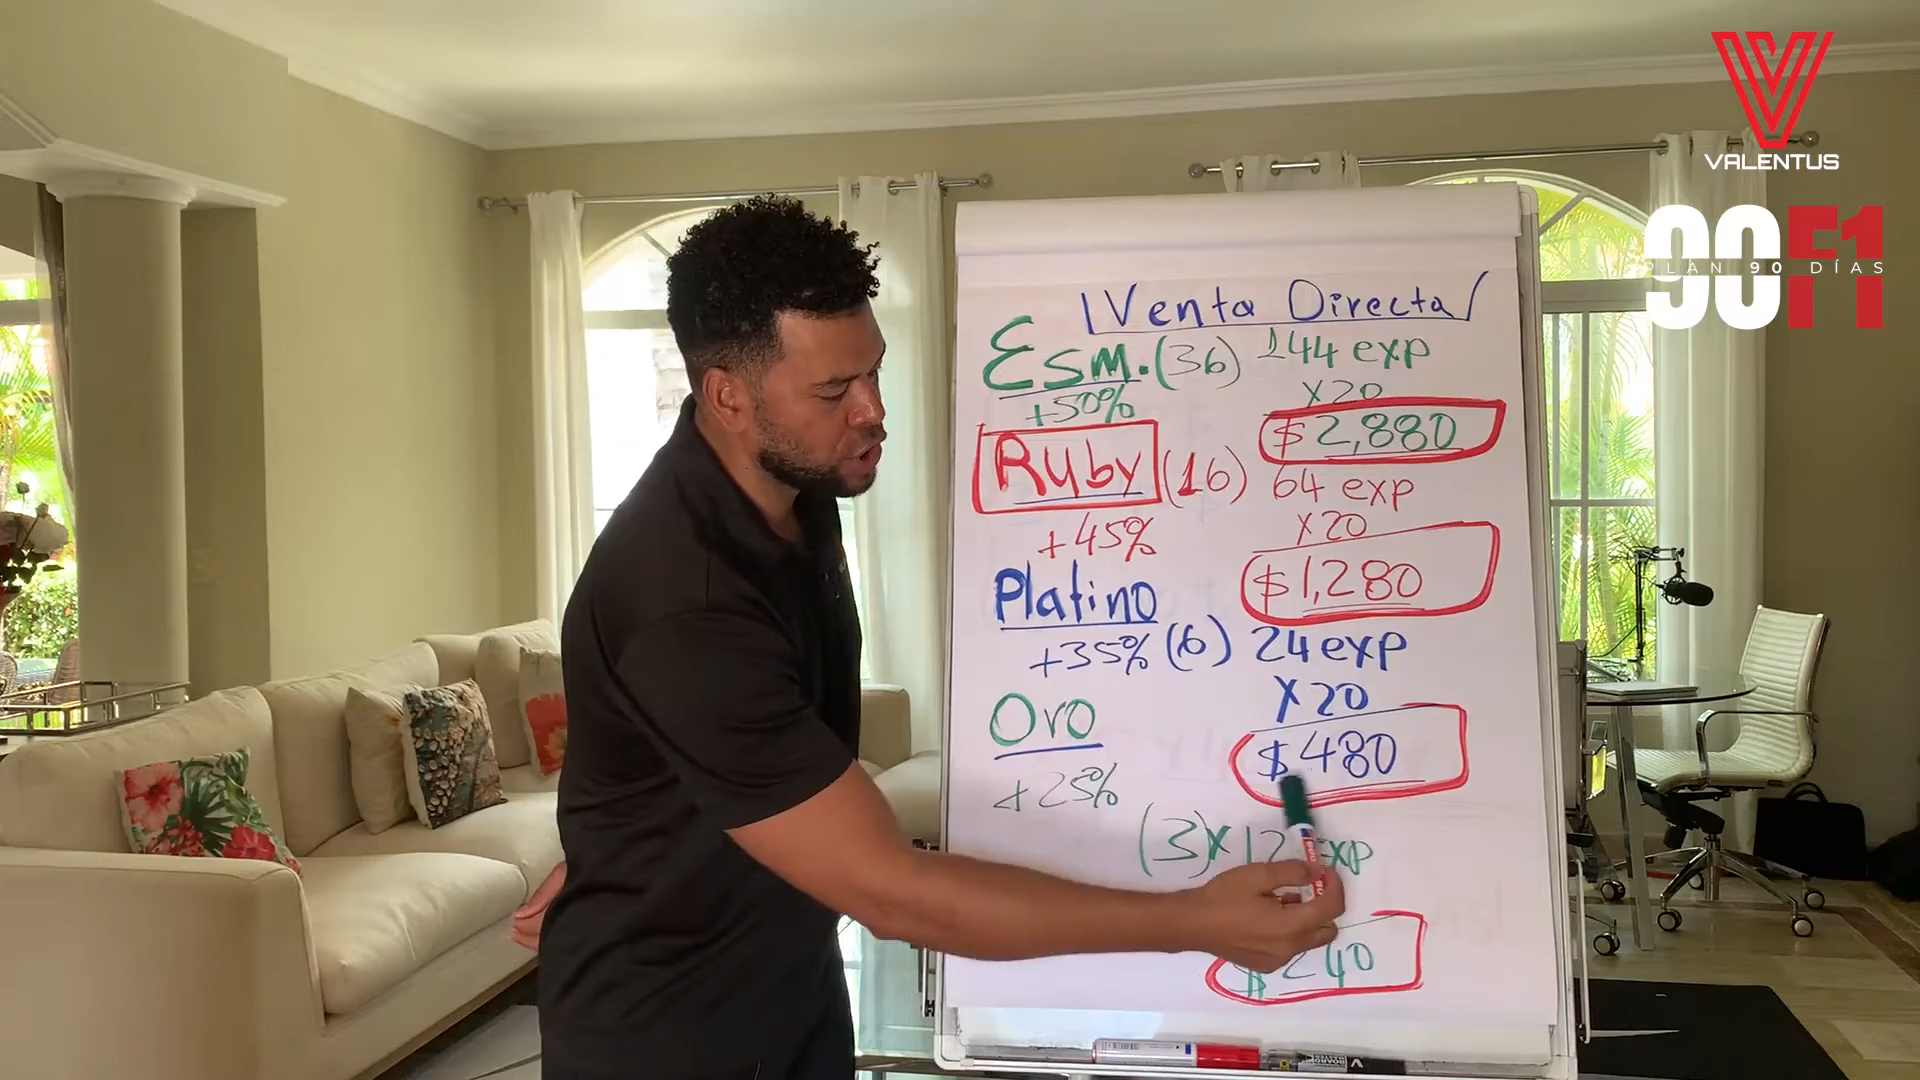 VALENTUS
90F1
PLAN 90 DÍAS
Venta Directa
Esm. (36) 144 exp
+50% x20
$2,880
Ruby (16) 64 exp
+45% x20
$1,280
Platino
+35% (6) 24 exp
x20
Oro $480
+25%
(3)x 12 exp
$240